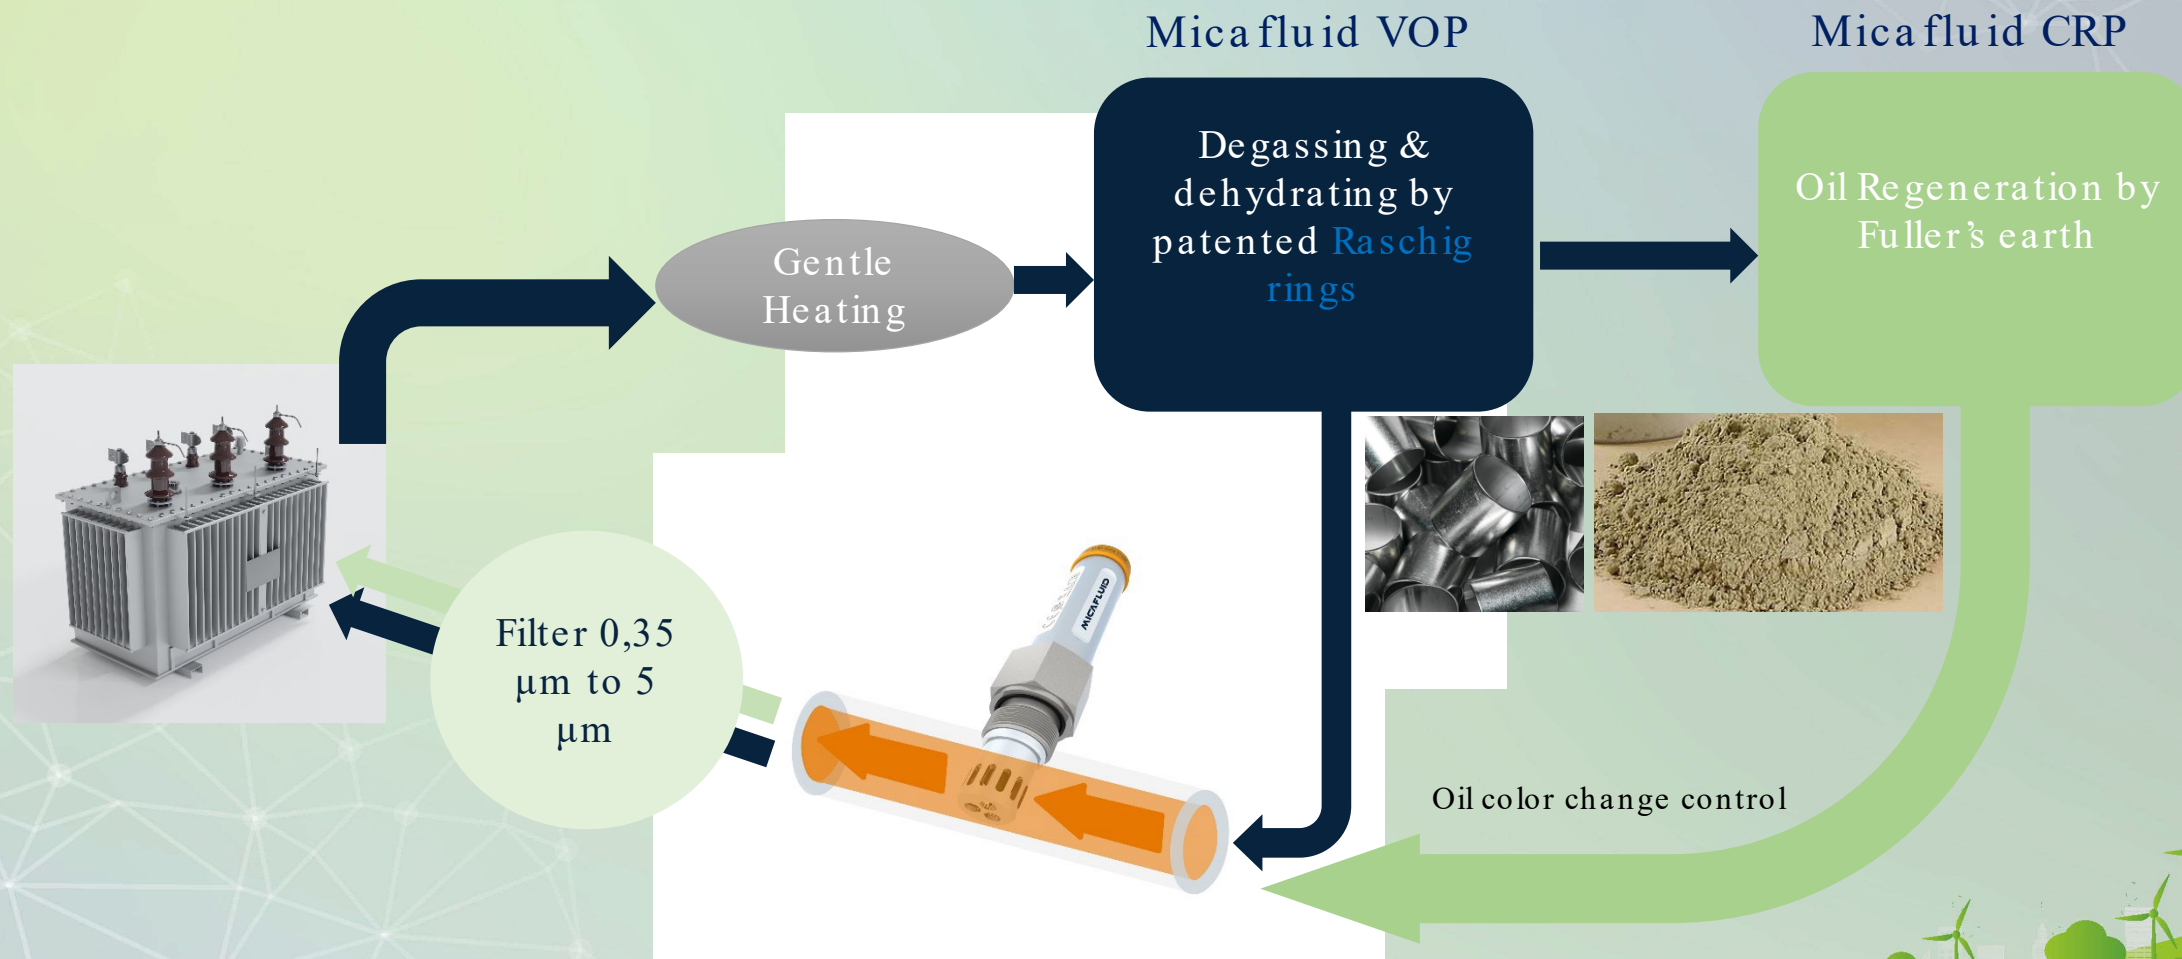 Micafluid VOP
Micafluid CRP
Degassing &
dehydrating by
patented Raschig
rings
Oil Regeneration by
Fuller’s earth
Gentle
Heating
MICAFLUID
Filter 0,35
µm to 5
µm
Oil color change control